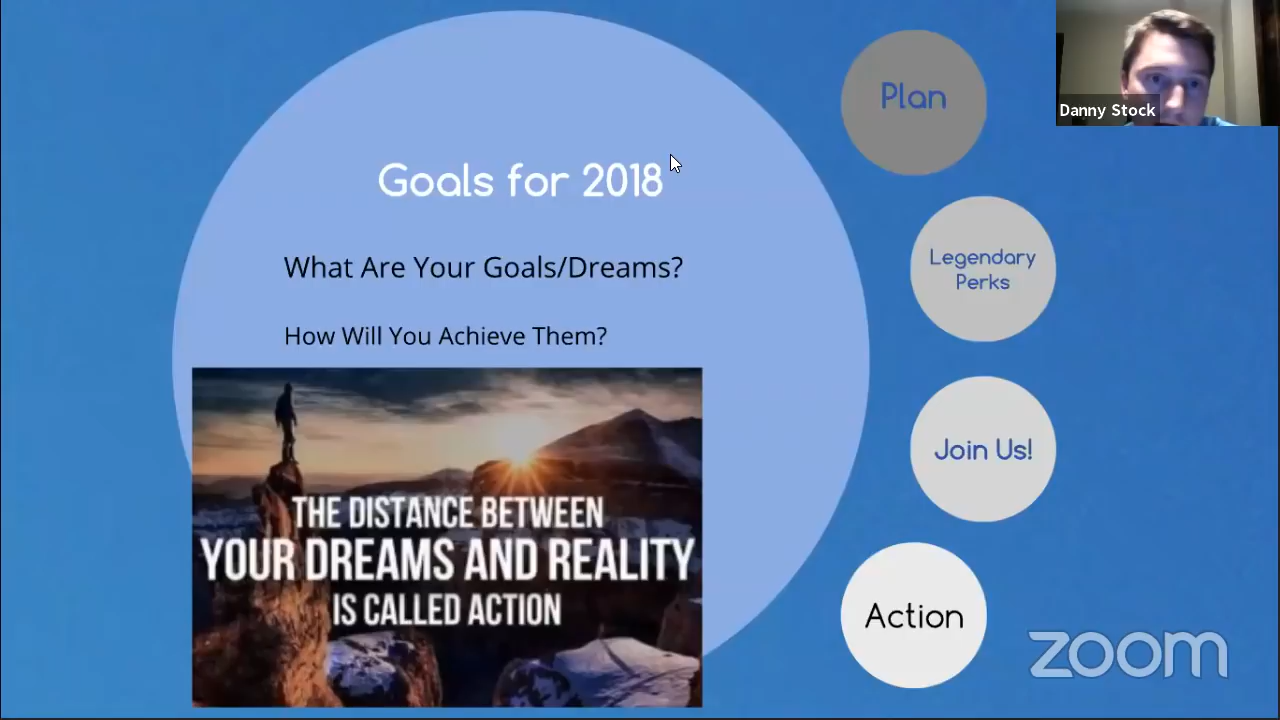 Goals for 2018
What Are Your Goals/Dreams?
How Will You Achieve Them?
THE DISTANCE BETWEEN
YOUR DREAMS AND REALITY
IS CALLED ACTION
Plan
Legendary
Perks
Join Us!
Action
Danny Stock
zoom